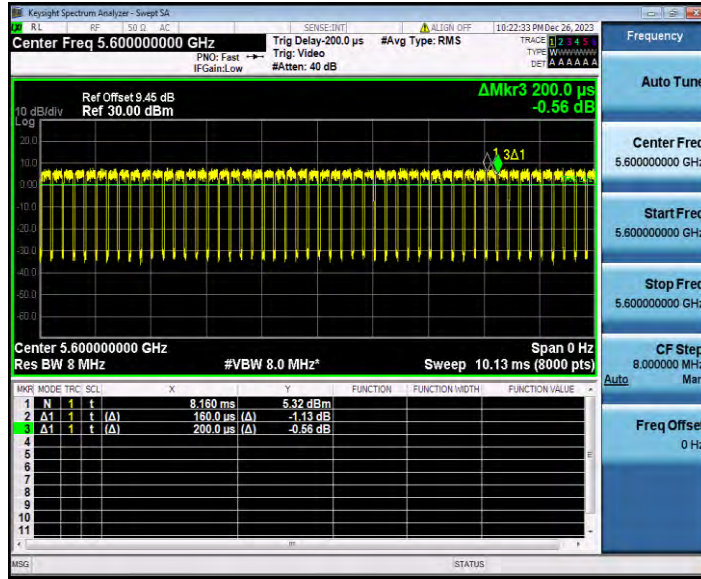 Keysight Spectrum Analyzer - Swept SA
RL RF 50 Ω AC SENSE:INT ALIGN OFF 10:22:33 PM Dec 26, 2023
Center Freq 5.600000000 GHz
PNO: Fast
IFGain:Low
Trig Delay-200.0 µs
Trig: Video
#Atten: 40 dB
#Avg Type: RMS
TRACE 1 2 3 4 5 6
TYPE W
DET A A A A A A
Frequency
Auto Tune
Center Freq
5.600000000 GHz
Start Freq
5.600000000 GHz
Stop Freq
5.600000000 GHz
CF Step
8.000000 MHz
Auto Man
Freq Offset
0 Hz
ΔMkr3 200.0 µs
-0.56 dB
Ref Offset 9.45 dB
10 dB/div Ref 30.00 dBm
Log
20.0
10.0
0.00
-10.0
-20.0
-30.0
-40.0
-50.0
-60.0
1 3Δ1
Center 5.600000000 GHz Span 0 Hz
Res BW 8 MHz #VBW 8.0 MHz* Sweep 10.13 ms (8000 pts)
MKR MODE TRC SCL X Y FUNCTION FUNCTION WIDTH FUNCTION VALUE
1 N 1 t 8.160 ms 5.32 dBm
2 Δ1 1 t (Δ) 160.0 µs (Δ) -1.13 dB
3 Δ1 1 t (Δ) 200.0 µs (Δ) -0.56 dB
4
5
6
7
8
9
10
11
MSG STATUS